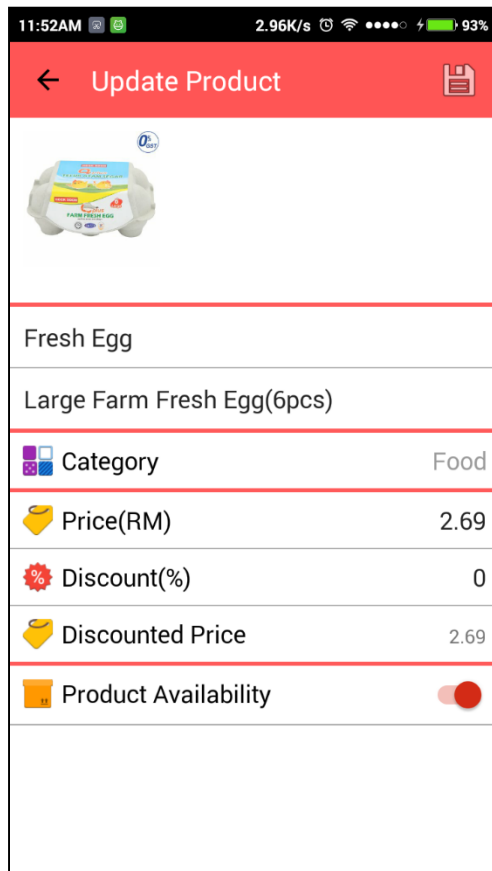 11:52AM 2.96K/s 93%
Update Product
0% GST
FARM FRESH EGG
Fresh Egg
Large Farm Fresh Egg(6pcs)
Category Food
Price(RM) 2.69
Discount(%) 0
Discounted Price 2.69
Product Availability